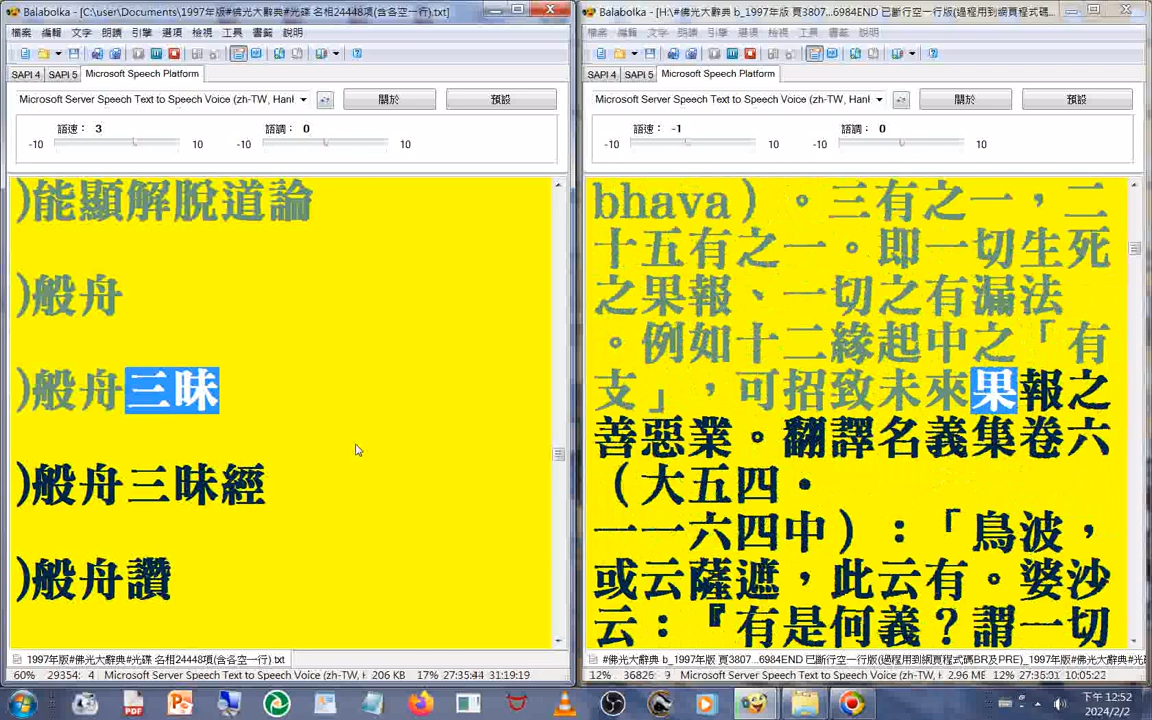 Balabolka - [C:\user\Documents\1997年版#佛光大辭典#光碟 名相24448項(含各空一行).txt]
檔案 編輯 文字 朗讀 引擎 選項 檢視 工具 書籤 說明
SAPI 4 SAPI 5 Microsoft Speech Platform
Microsoft Server Speech Text to Speech Voice (zh-TW, Hanl
關於 預設
語速： 3 語調： 0
-10 10 -10 10
)能顯解脫道論
)般舟
)般舟三昧
)般舟三昧經
)般舟讚
1997年版#佛光大辭典#光碟 名相24448項(含各空一行).txt
60% 29354: 4 Microsoft Server Speech Text to Speech Voice (zh-TW, H 206 KB 17% 27:35:44 31:19:19
Balabolka - [H:\#佛光大辭典 b_1997年版 頁3807...6984END 已斷行空一行版(過程用到網頁程式碼...
檔案 編輯 文字 朗讀 引擎 選項 檢視 工具 書籤 說明
SAPI 4 SAPI 5 Microsoft Speech Platform
Microsoft Server Speech Text to Speech Voice (zh-TW, Hanl
關於 預設
語速： -1 語調： 0
-10 10 -10 10
bhava）。三有之一，二
十五有之一。即一切生死
之果報、一切之有漏法
。例如十二緣起中之「有
支」，可招致未來果報之
善惡業。翻譯名義集卷六
（大五四•
一一六四中）：「鳥波，
或云薩遮，此云有。婆沙
云：『有是何義？謂一切
#佛光大辭典 b_1997年版 頁3807...6984END 已斷行空一行版(過程用到網頁程式碼BR及PRE)_1997年版#佛光大辭典#光
12% 36825: 9 Microsoft Server Speech Text to Speech Voice (zh-TW, H 2.96 ME 12% 27:35:01 10:05:22
下午 12:52
2024/2/2